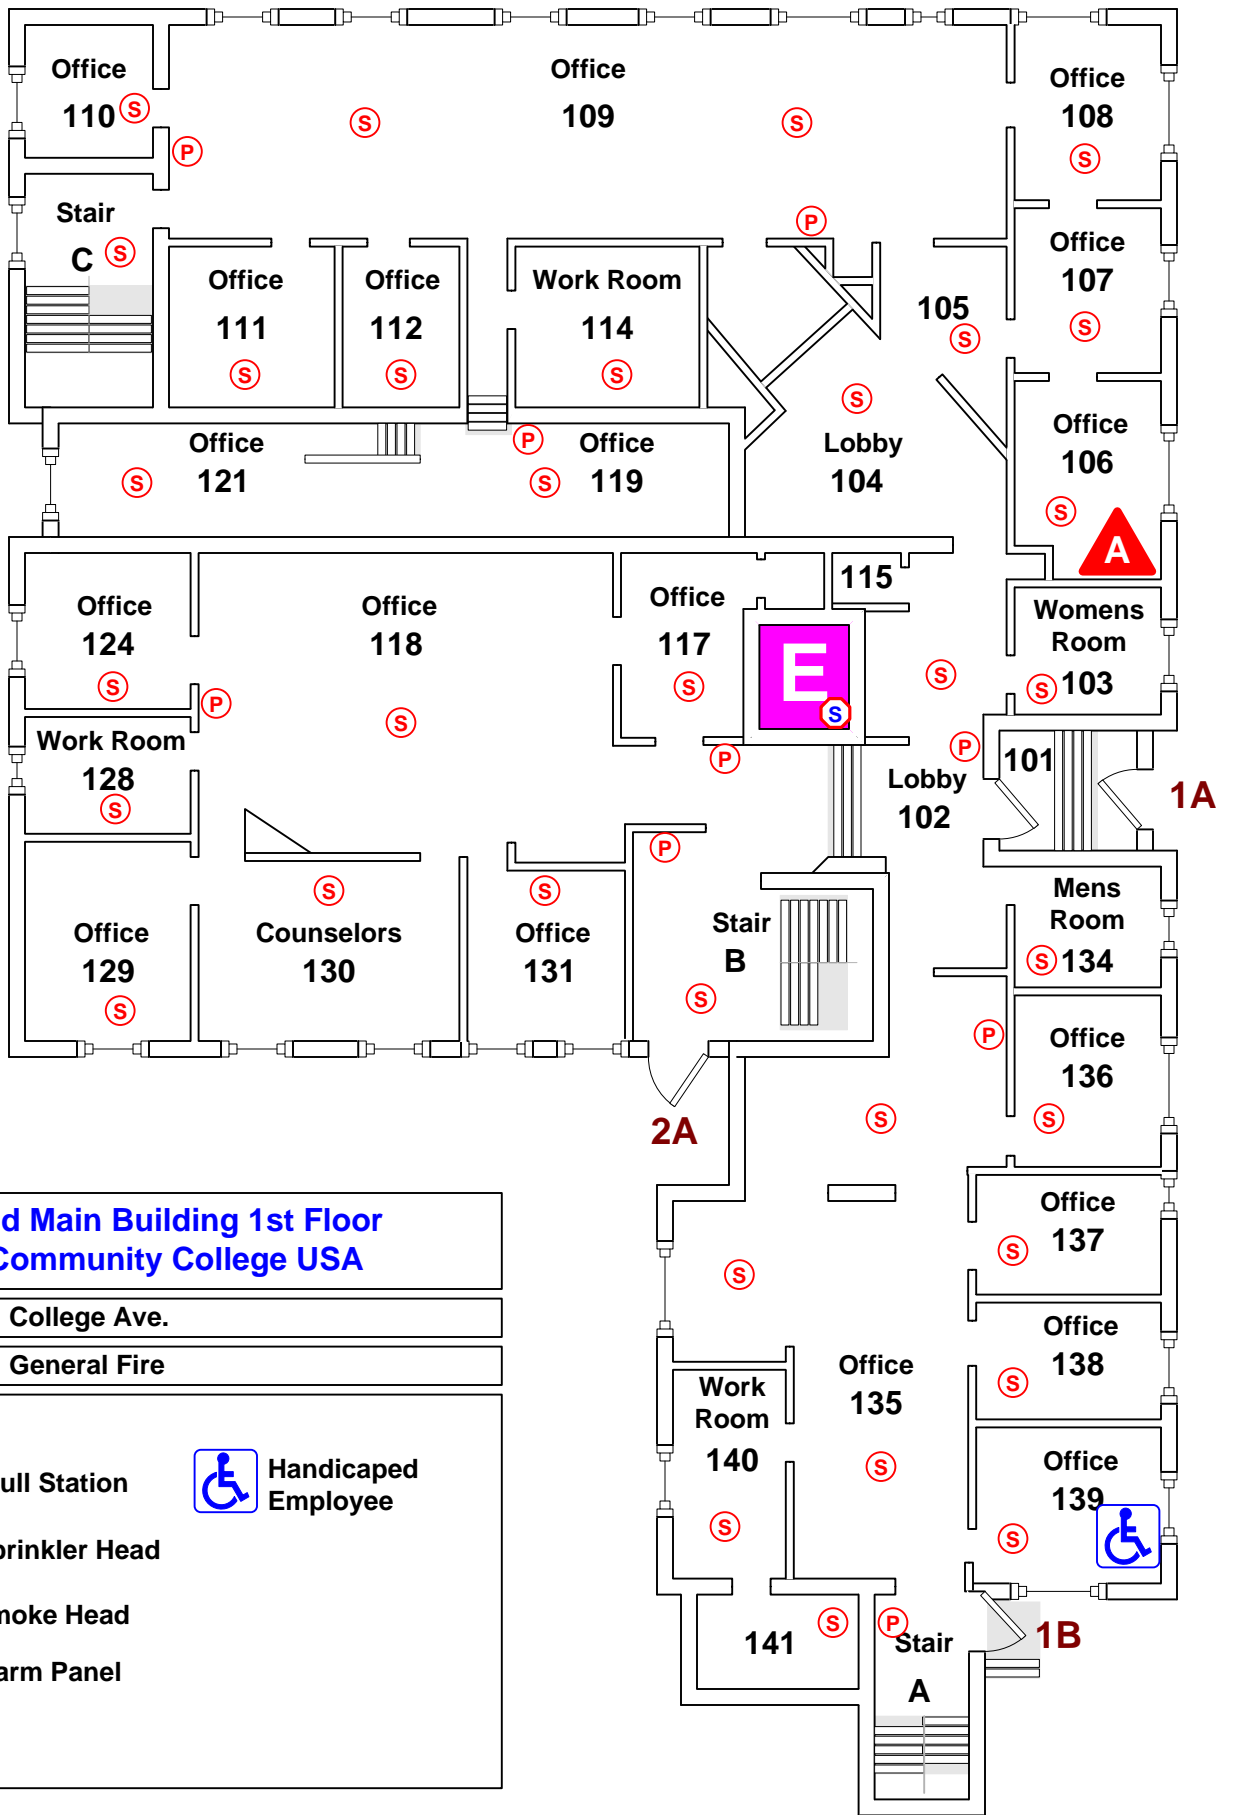 Office
110 S
Office
109
S
S
P
Office
108
S
Stair
C S
P
Office
107
S
Office
111
S
Office
112
S
Work Room
114
S
105
S
S
Lobby
104
Office
106
S
A
Office
121
S
P
Office
119
S
115
Office
124
S
Office
118
S
P
Office
117
S
E
S
S
Womens
Room
S 103
Work Room
128
S
P
P
Lobby
102
101
1A
P
S
Counselors
130
S
Office
131
Office
129
S
Stair
B
S
Mens
Room
S 134
P
Office
136
S
2A
S
d Main Building 1st Floor
Community College USA
College Ave.
General Fire
ull Station
Handicaped
Employee
prinkler Head
moke Head
arm Panel
S
Office
137
S
Office
138
S
Office
135
S
Work
Room
140
S
Office
139
S
141
S
P
Stair
A
1B